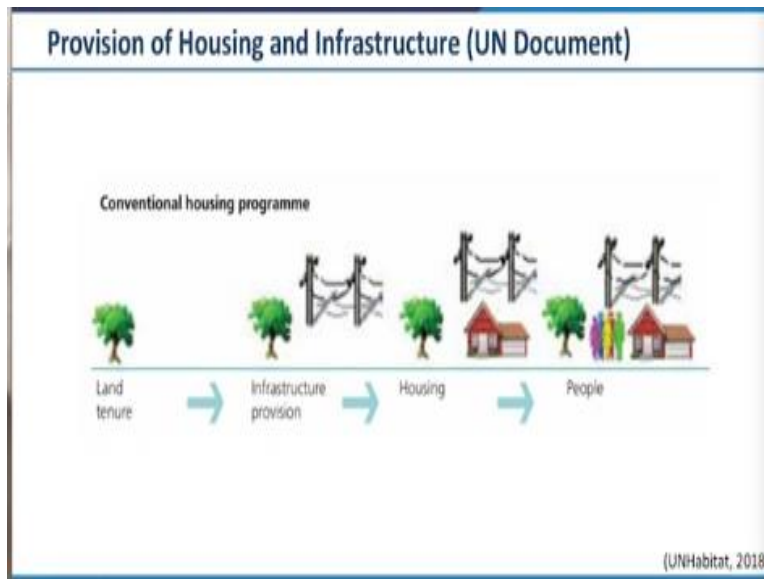 Provision of Housing and Infrastructure (UN Document)
Conventional housing programme
Land
tenure
Infrastructure
provision
Housing
People
(UNHabitat, 2018